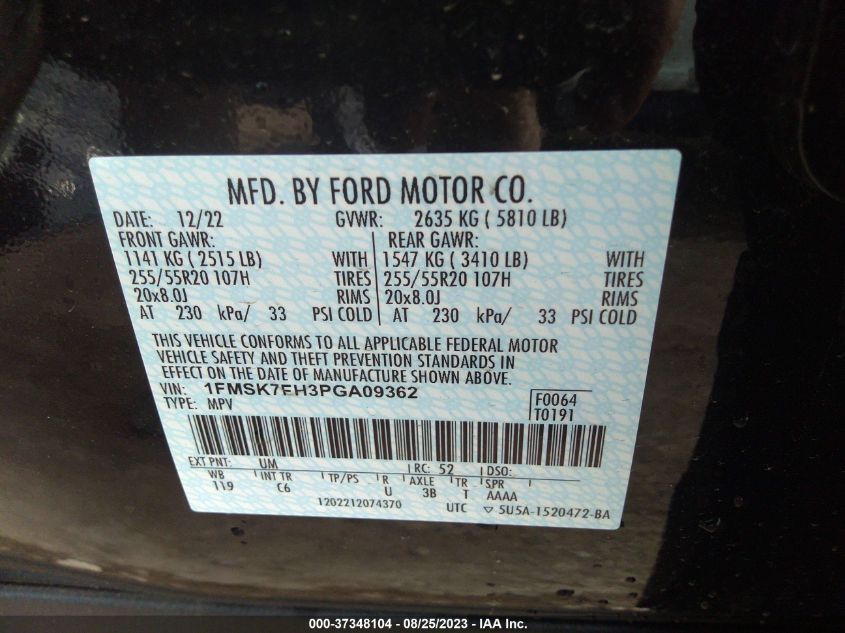 MFD. BY FORD MOTOR CO.
DATE: 12/22 GVWR: 2635 KG ( 5810 LB)
FRONT GAWR: REAR GAWR:
1141 KG ( 2515 LB) WITH 1547 KG ( 3410 LB) WITH
255/55R20 107H TIRES 255/55R20 107H TIRES
20x8.0J RIMS 20x8.0J RIMS
AT 230 kPa/ 33 PSI COLD AT 230 kPa/ 33 PSI COLD
THIS VEHICLE CONFORMS TO ALL APPLICABLE FEDERAL MOTOR
VEHICLE SAFETY AND THEFT PREVENTION STANDARDS IN
EFFECT ON THE DATE OF MANUFACTURE SHOWN ABOVE.
VIN: 1FMSK7FH3PGA09362 F0064
TYPE: MPV T0191
EXT PNT: UM RC: 52 DSO:
WB INT TR TP/PS R AXLE TR SPR
119 C6 U 3B T AAAA
1202212074370 UTC ▽ 5U5A-1520472-BA
000-37348104 - 08/25/2023 - IAA Inc.